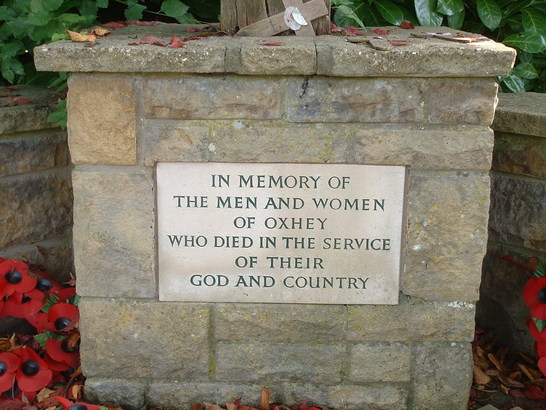 IN MEMORY OF
THE MEN AND WOMEN
OF OXHEY
WHO DIED IN THE SERVICE
OF THEIR
GOD AND COUNTRY